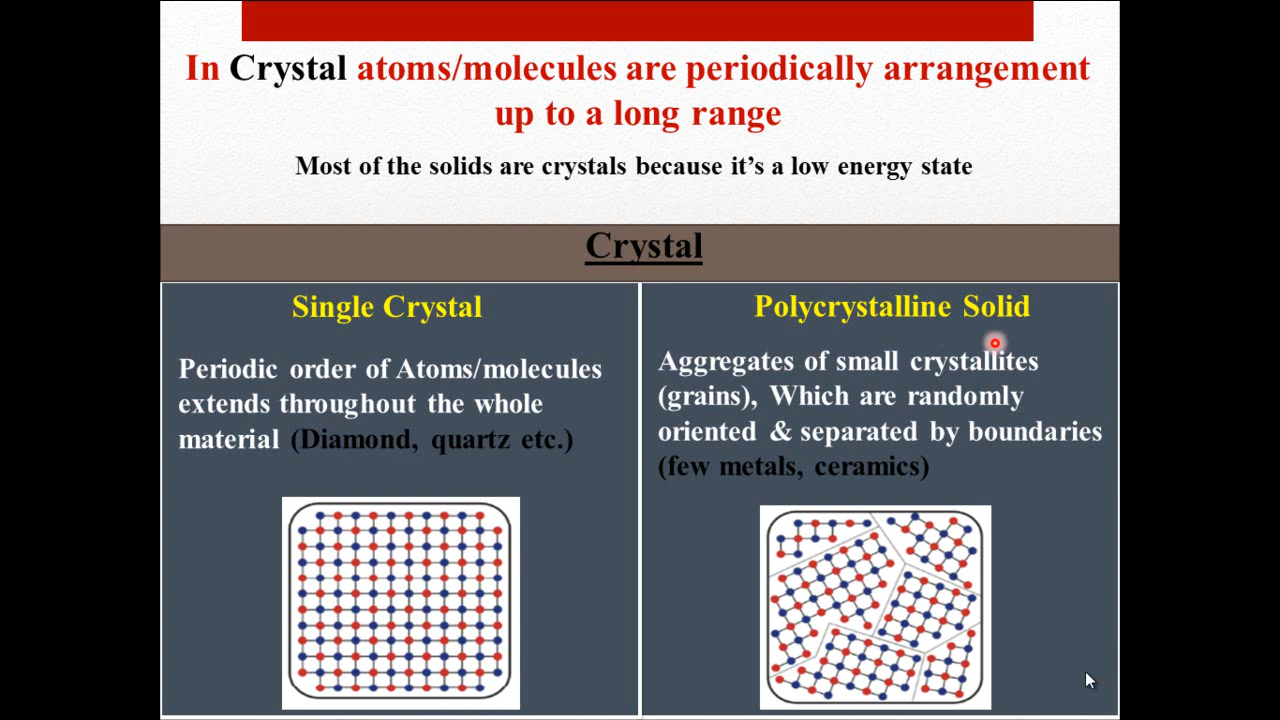 In Crystal atoms/molecules are periodically arrangement
up to a long range
Most of the solids are crystals because it’s a low energy state
Crystal
Single Crystal
Periodic order of Atoms/molecules
extends throughout the whole
material (Diamond, quartz etc.)
Polycrystalline Solid
Aggregates of small crystallites
(grains), Which are randomly
oriented & separated by boundaries
(few metals, ceramics)